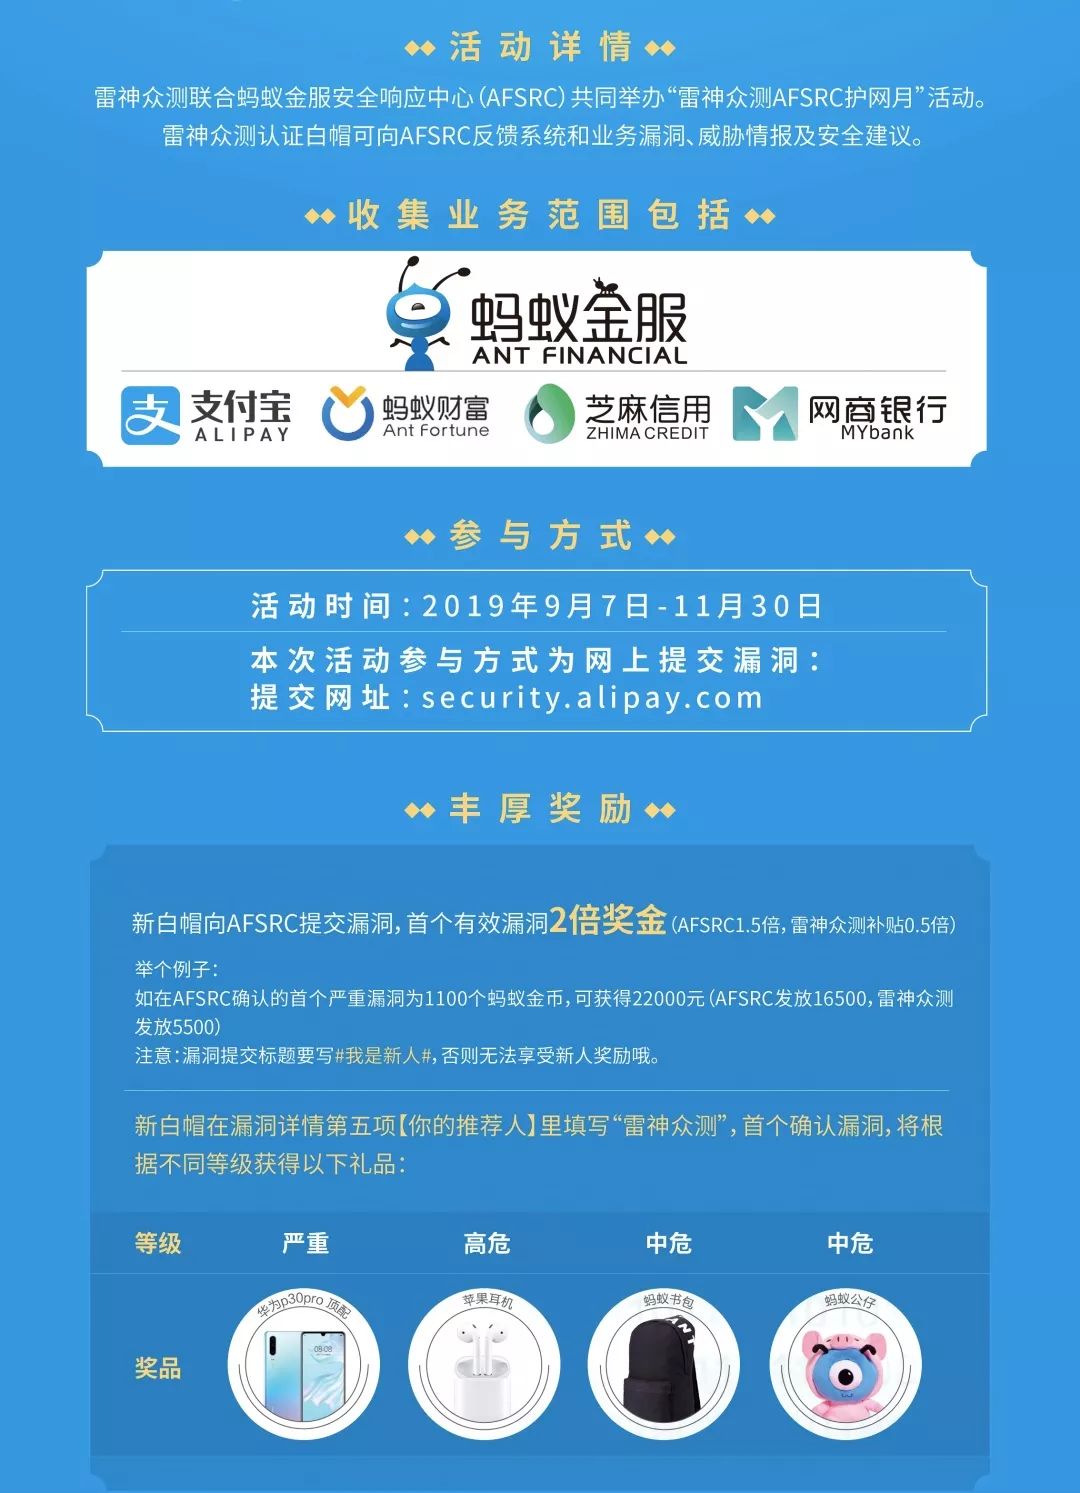 活动详情
雷神众测联合蚂蚁金服安全响应中心（AFSRC）共同举办“雷神众测AFSRC护网月”活动。
雷神众测认证白帽可向AFSRC反馈系统和业务漏洞、威胁情报及安全建议。
收集业务范围包括
蚂蚁金服
ANT FINANCIAL
支付宝 蚂蚁财富 芝麻信用 网商银行
ALIPAY Ant Fortune ZHIMA CREDIT MYbank
参与方式
活动时间：2019年9月7日-11月30日
本次活动参与方式为网上提交漏洞：
提交网址：security.alipay.com
丰厚奖励
新白帽向AFSRC提交漏洞，首个有效漏洞2倍奖金（AFSRC1.5倍，雷神众测补贴0.5倍）
举个例子：
如在AFSRC确认的首个严重漏洞为1100个蚂蚁金币，可获得22000元（AFSRC发放16500，雷神众测
发放5500）
注意：漏洞提交标题要写#我是新人#，否则无法享受新人奖励哦。
新白帽在漏洞详情第五项【你的推荐人】里填写“雷神众测”，首个确认漏洞，将根
据不同等级获得以下礼品：
等级 严重 高危 中危 中危
华为p30pro 顶配 苹果耳机 蚂蚁书包 蚂蚁公仔
08:08
ANT
奖品